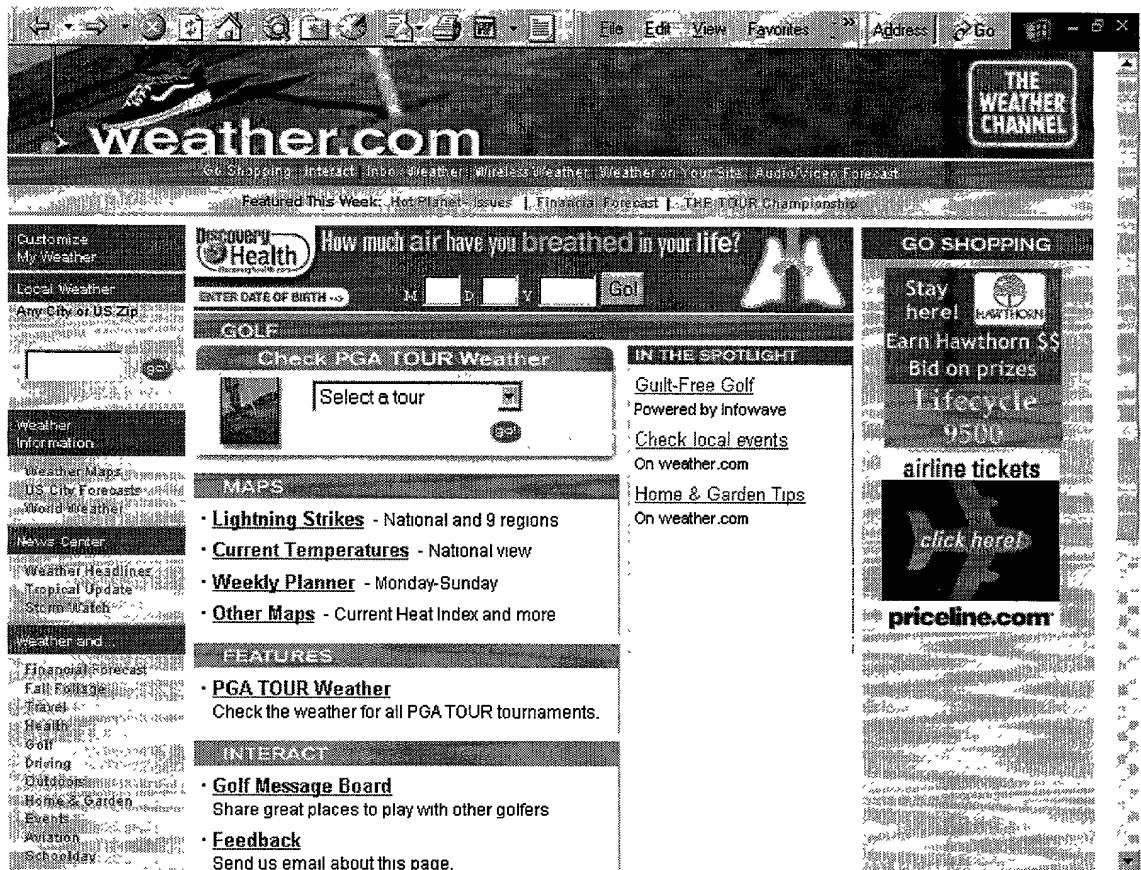 File Edit View Favorites » Address Go
THE
WEATHER
CHANNEL
weather.com
Go Shopping | Interact | Inbox Weather | Wireless Weather | Weather on Your Site | Audio/Video Forecast
Featured This Week: Hot Planet- Issues | Financial Forecast | THE TOUR Championship
Customize
My Weather
Local Weather
Any City or US Zip
go!
Weather
Information
Weather Maps
US City Forecasts
World Weather
News Center
Weather Headlines
Tropical Update
Storm Watch
Weather and...
Financial Forecast
Fall Foliage
Travel
Health
Golf
Driving
Outdoors
Home & Garden
Events
Aviation
Schoolday
Discovery
Health
How much air have you breathed in your life?
ENTER DATE OF BIRTH --> M D Y Go!
GOLF
Check PGA TOUR Weather
Select a tour
go!
MAPS
· Lightning Strikes - National and 9 regions
· Current Temperatures - National view
· Weekly Planner - Monday-Sunday
· Other Maps - Current Heat Index and more
FEATURES
· PGA TOUR Weather
Check the weather for all PGA TOUR tournaments.
INTERACT
· Golf Message Board
Share great places to play with other golfers
· Feedback
Send us email about this page.
IN THE SPOTLIGHT
Guilt-Free Golf
Powered by Infowave
Check local events
On weather.com
Home & Garden Tips
On weather.com
GO SHOPPING
Stay
here!
HAWTHORN
Earn Hawthorn $$
Bid on prizes
Lifecycle
9500
airline tickets
click here!
priceline.com